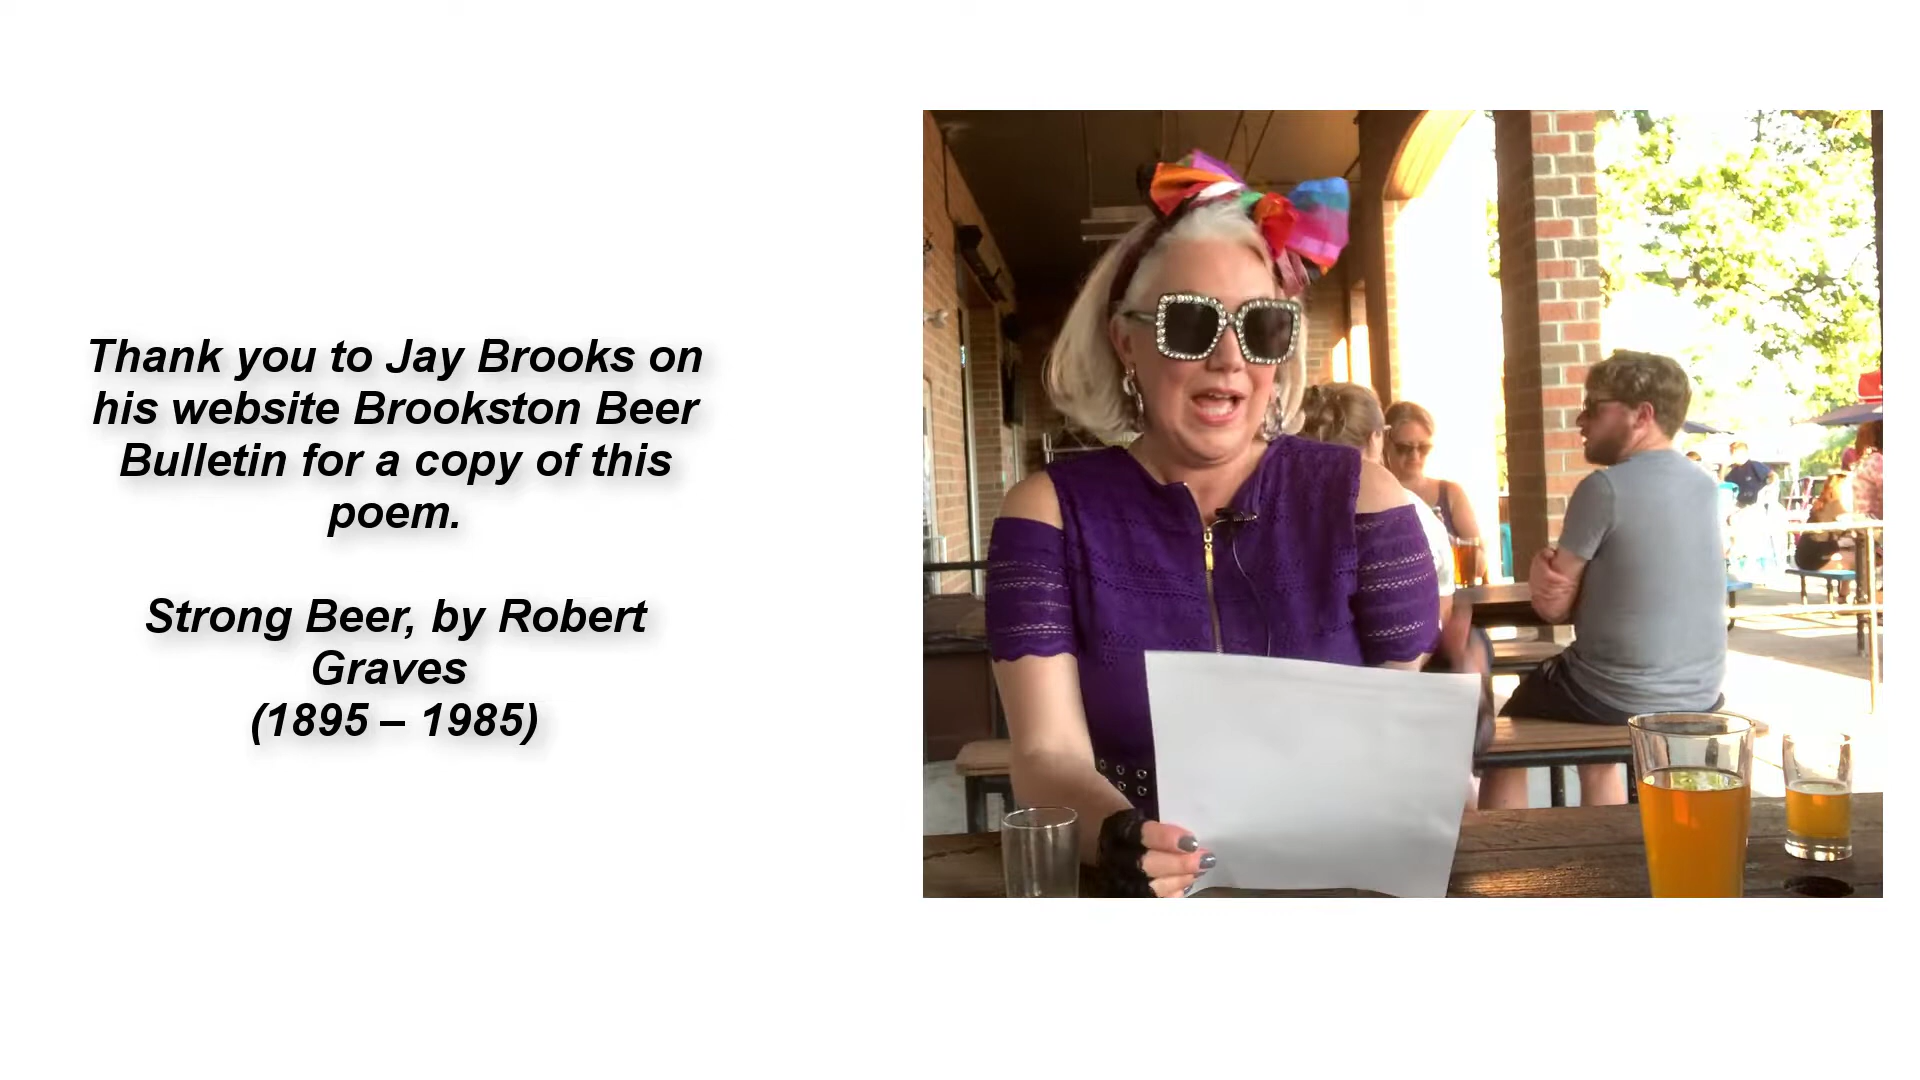 Thank you to Jay Brooks on
his website Brookston Beer
Bulletin for a copy of this
poem.
Strong Beer, by Robert
Graves
(1895 – 1985)